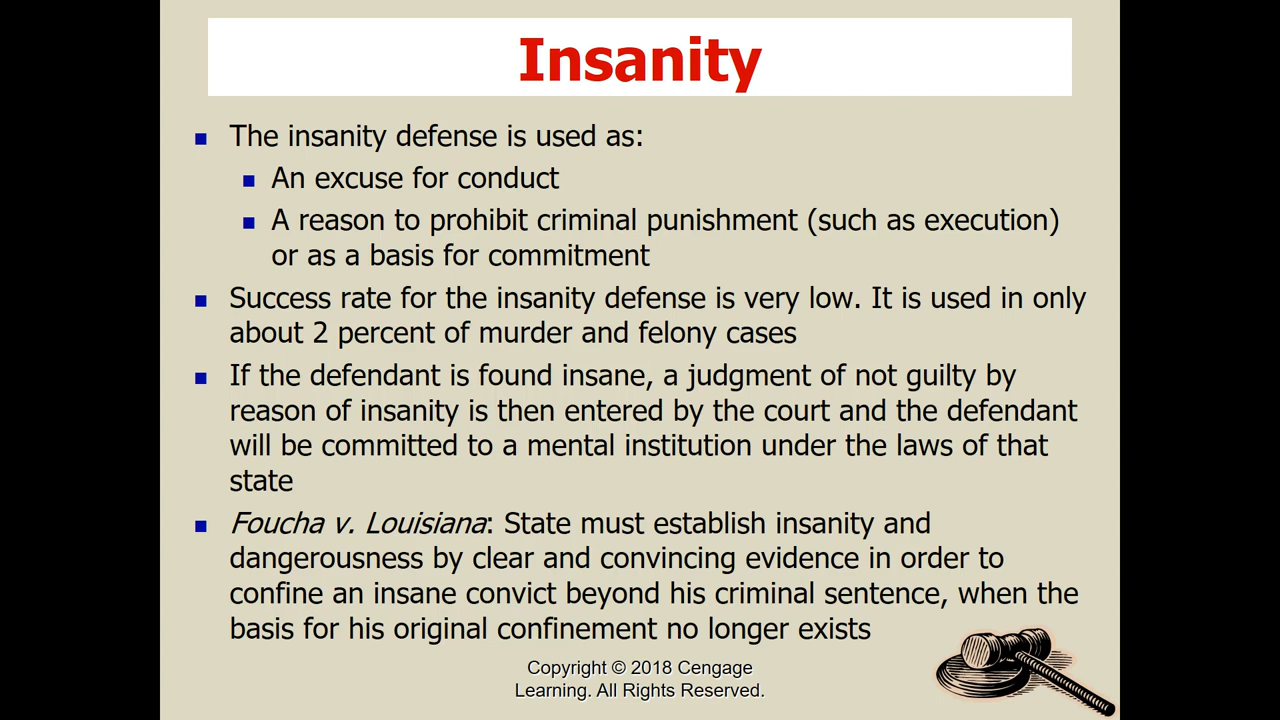 Insanity
The insanity defense is used as:
An excuse for conduct
A reason to prohibit criminal punishment (such as execution)
or as a basis for commitment
Success rate for the insanity defense is very low. It is used in only
about 2 percent of murder and felony cases
If the defendant is found insane, a judgment of not guilty by
reason of insanity is then entered by the court and the defendant
will be committed to a mental institution under the laws of that
state
Foucha v. Louisiana: State must establish insanity and
dangerousness by clear and convincing evidence in order to
confine an insane convict beyond his criminal sentence, when the
basis for his original confinement no longer exists
Copyright © 2018 Cengage
Learning. All Rights Reserved.